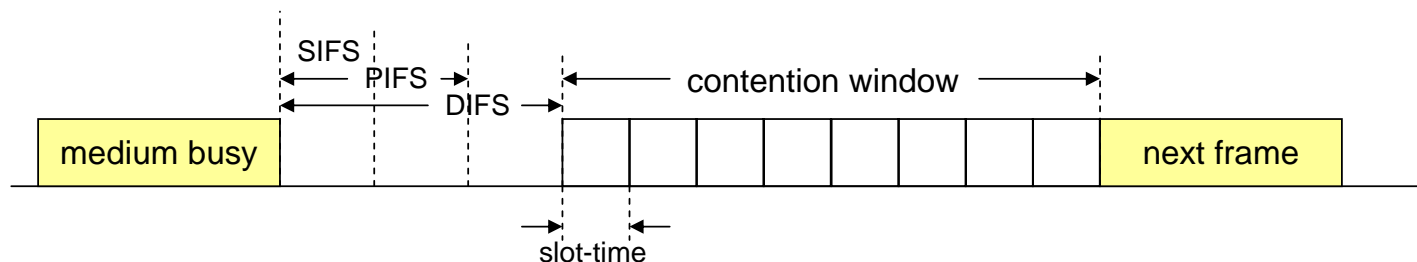 SIFS
PIFS
contention window
DIFS
medium busy
next frame
slot-time